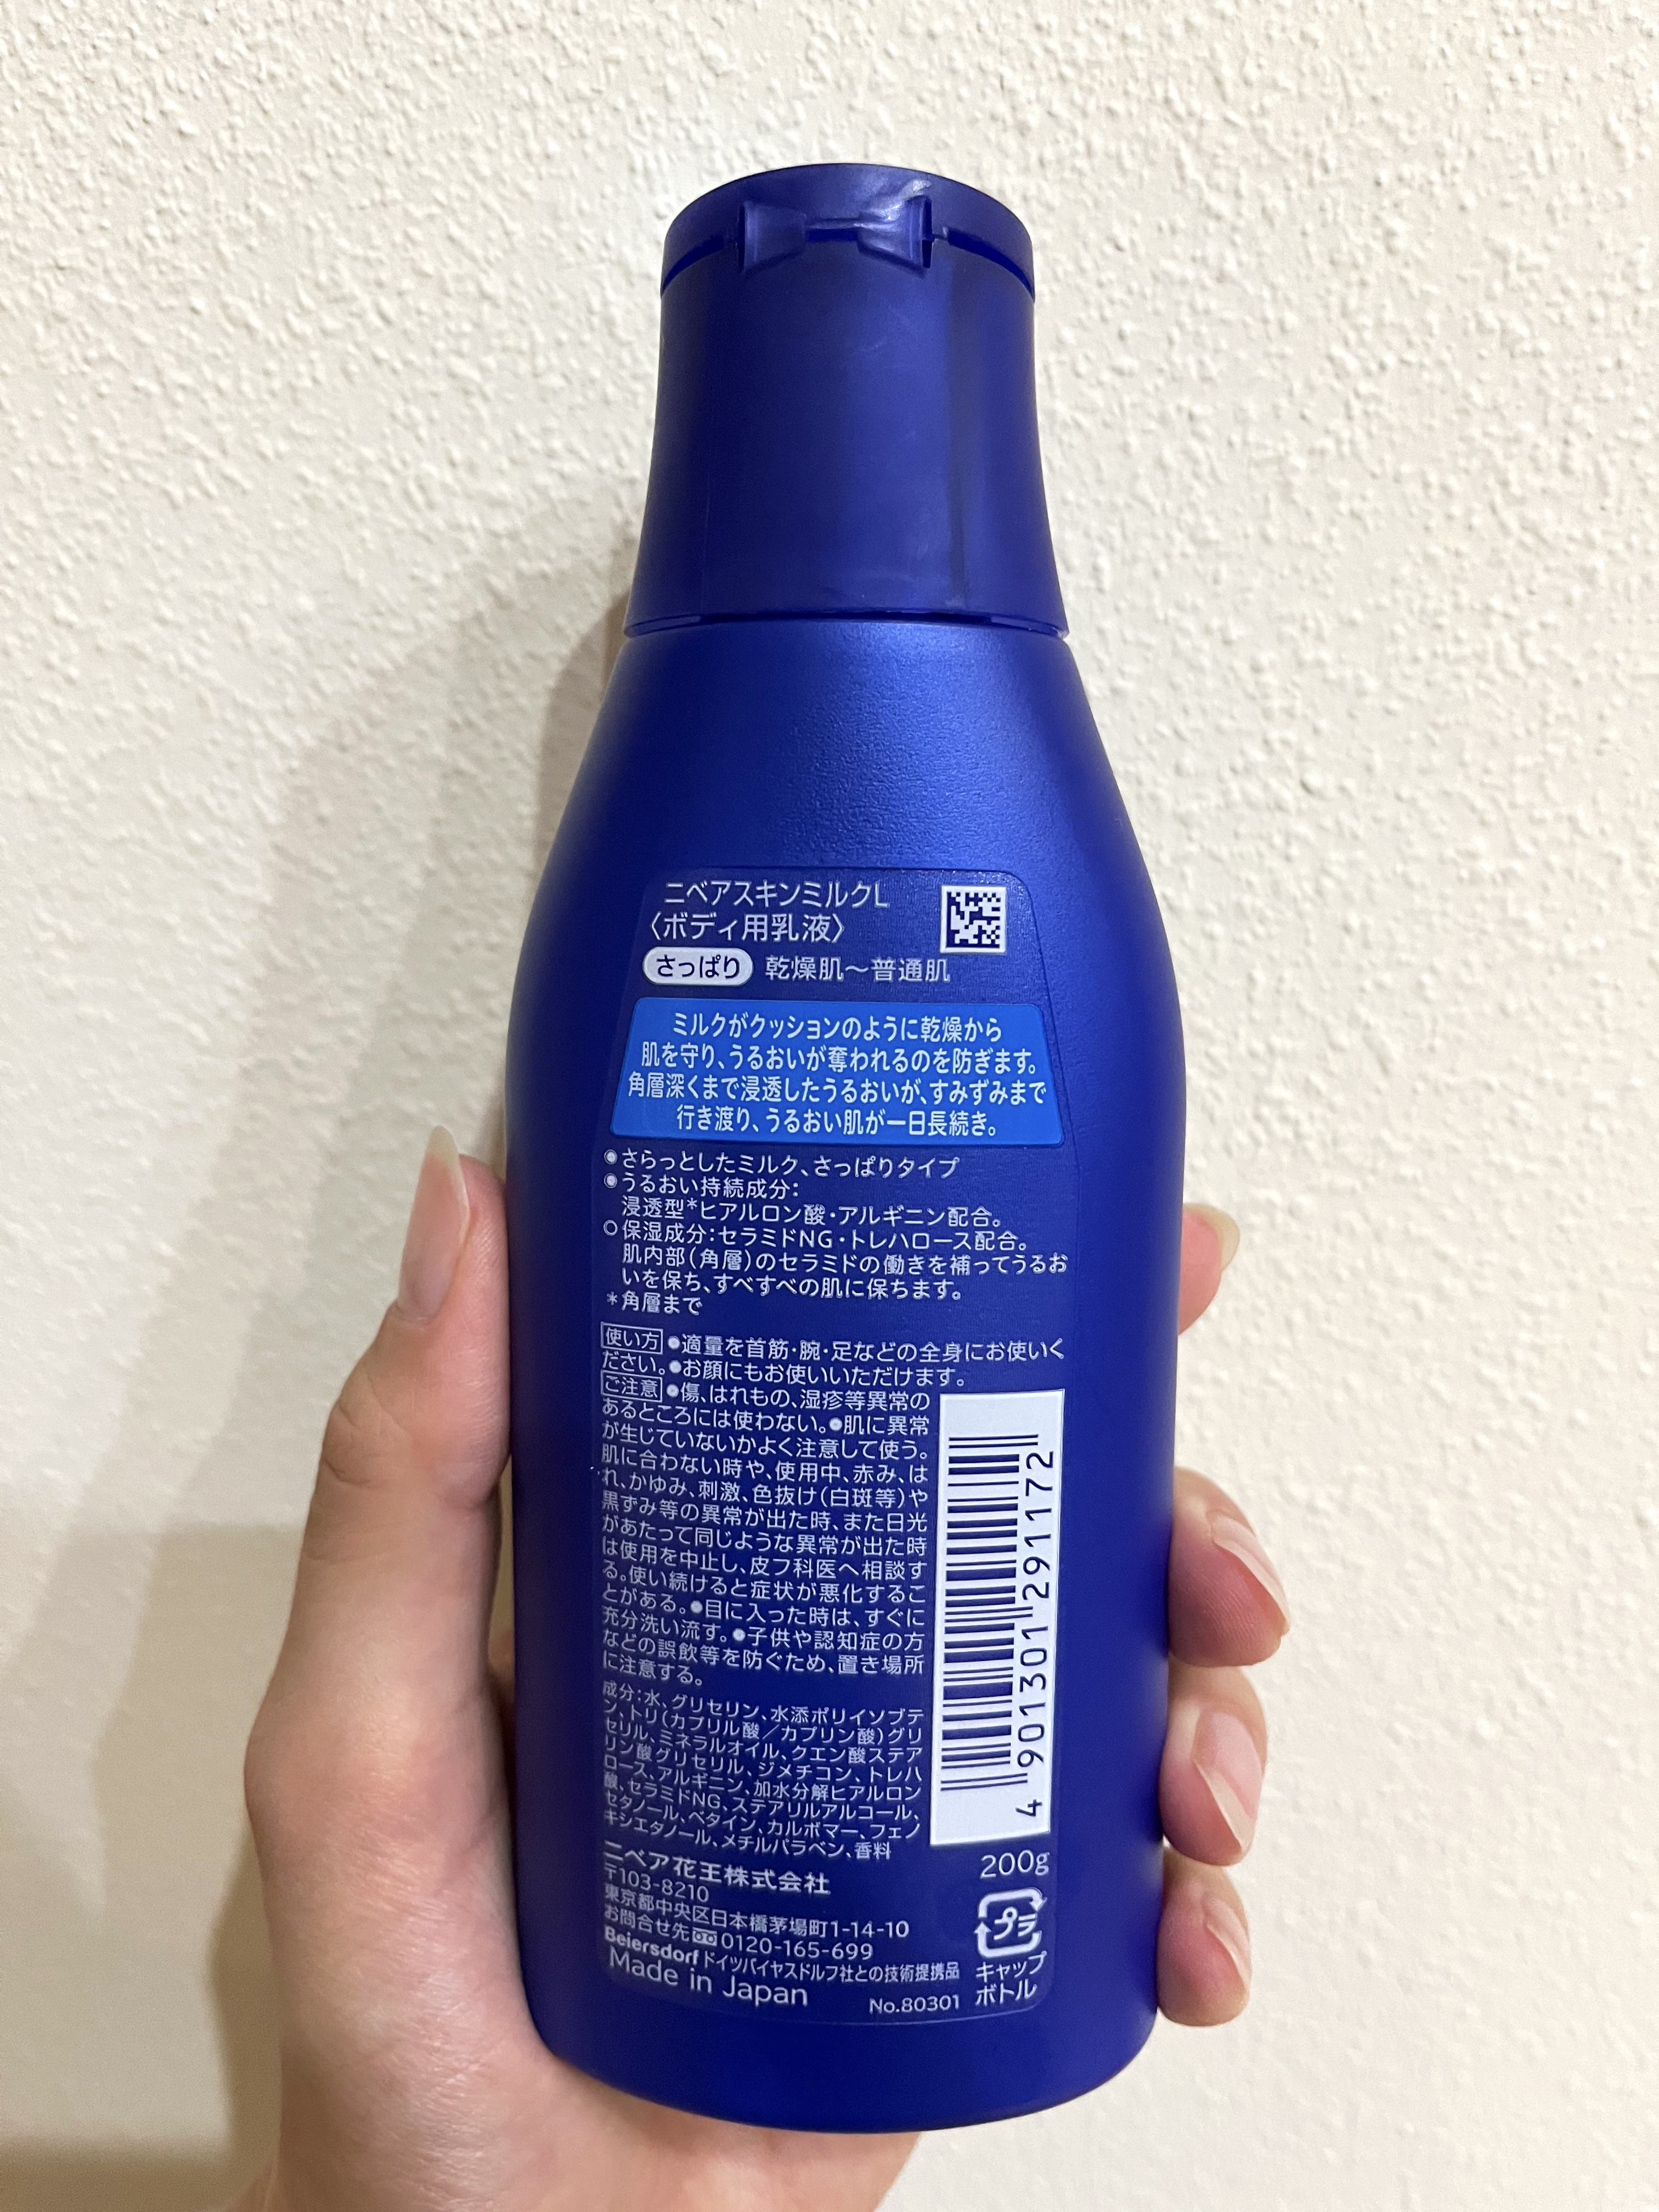 ニベアスキンミルクL
〈ボディ用乳液〉
さっぱり 乾燥肌〜普通肌
ミルクがクッションのように乾燥から
肌を守り、うるおいが奪われるのを防ぎます。
角層深くまで浸透したうるおいが、すみずみまで
行き渡り、うるおい肌が一日長続き。
●さらっとしたミルク、さっぱりタイプ
●うるおい持続成分:
浸透型*ヒアルロン酸・アルギニン配合。
○保湿成分:セラミドNG・トレハロース配合。
肌内部(角層)のセラミドの働きを補ってうるお
いを保ち、すべすべの肌に保ちます。
*角層まで
使い方 ●適量を首筋・腕・足などの全身にお使いく
ださい。●お顔にもお使いいただけます。
ご注意 ●傷、はれもの、湿疹等異常の
あるところには使わない。●肌に異常
が生じていないかよく注意して使う。
肌に合わない時や、使用中、赤み、は
れ、かゆみ、刺激、色抜け(白斑等)や
黒ずみ等の異常が出た時、また日光
があたって同じような異常が出た時
は使用を中止し、皮フ科医へ相談す
る。使い続けると症状が悪化するこ
とがある。●目に入った時は、すぐに
充分洗い流す。●子供や認知症の方
などの誤飲等を防ぐため、置き場所
に注意する。
成分:水、グリセリン、水添ポリイソブテ
ン、トリ(カプリル酸/カプリン酸)グリ
セリル、ミネラルオイル、クエン酸ステア
リン酸グリセリル、ジメチコン、トレハ
ロース、アルギニン、加水分解ヒアルロン
酸、セラミドNG、ステアリルアルコール、
セタノール、ベタイン、カルボマー、フェノ
キシエタノール、メチルパラベン、香料
4 901301 291172
200g
ニベア花王株式会社
〒103-8210
東京都中央区日本橋茅場町1-14-10
お問合せ先 0120-165-699
Beiersdorf ドイツバイヤスドルフ社との技術提携品
Made in Japan
No.80301
プラ
キャップ
ボトル